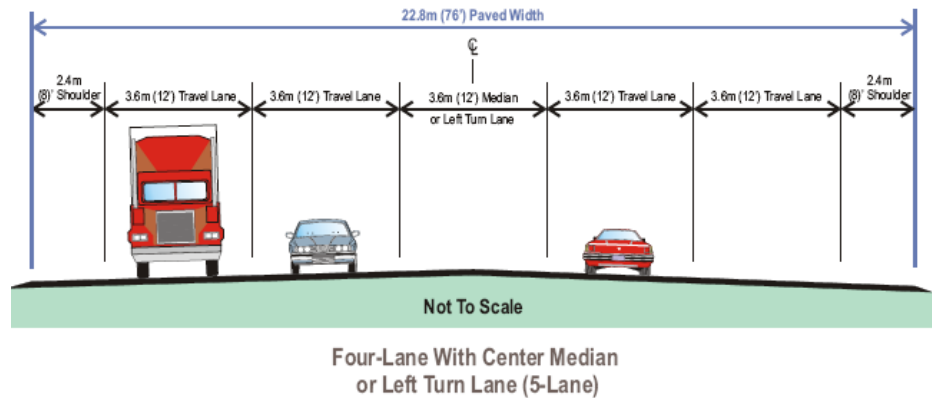 22.8m (76') Paved Width
℄
2.4m
(8)' Shoulder
3.6m (12') Travel Lane
3.6m (12') Travel Lane
3.6m (12') Median
or Left Turn Lane
3.6m (12') Travel Lane
3.6m (12') Travel Lane
2.4m
(8)' Shoulder
Not To Scale
Four-Lane With Center Median
or Left Turn Lane (5-Lane)